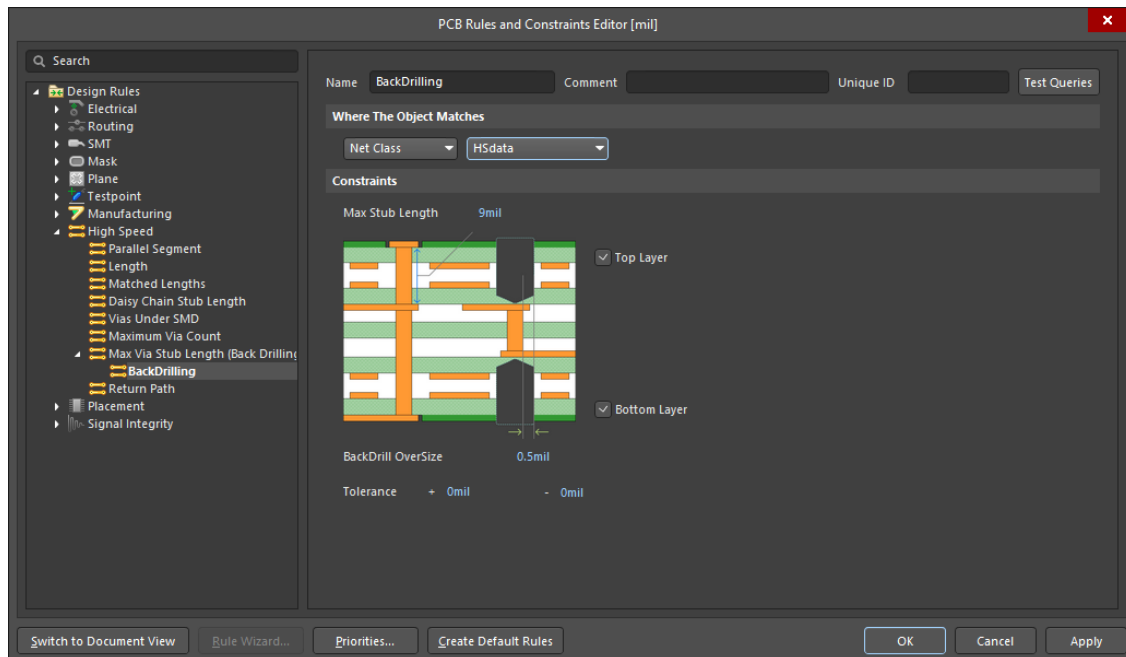 PCB Rules and Constraints Editor [mil]
Search
Design Rules
Electrical
Routing
SMT
Mask
Plane
Testpoint
Manufacturing
High Speed
Parallel Segment
Length
Matched Lengths
Daisy Chain Stub Length
Vias Under SMD
Maximum Via Count
Max Via Stub Length (Back Drilling
BackDrilling
Return Path
Placement
Signal Integrity
Name BackDrilling Comment Unique ID Test Queries
Where The Object Matches
Net Class HSdata
Constraints
Max Stub Length 9mil
Top Layer
Bottom Layer
BackDrill OverSize 0.5mil
Tolerance + 0mil - 0mil
Switch to Document View Rule Wizard... Priorities... Create Default Rules OK Cancel Apply